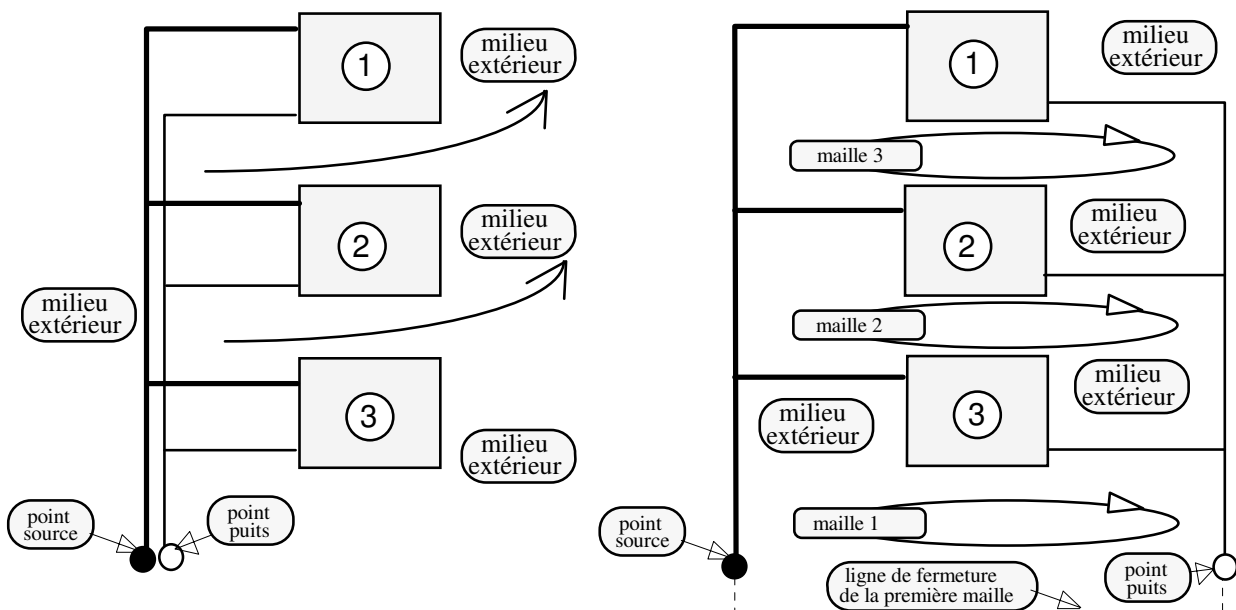 1
milieu
extérieur
2
milieu
extérieur
milieu
extérieur
3
milieu
extérieur
point
source
point
puits
1
milieu
extérieur
maille 3
2
milieu
extérieur
maille 2
3
milieu
extérieur
milieu
extérieur
point
source
maille 1
ligne de fermeture
de la première maille
point
puits